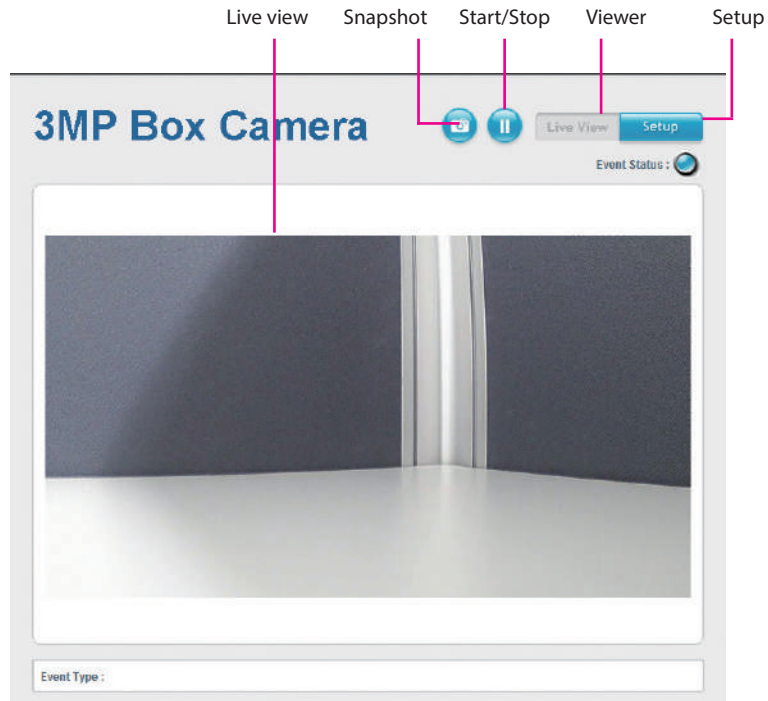 Live view Snapshot Start/Stop Viewer Setup
3MP Box Camera
Live View Setup
Event Status :
Event Type :